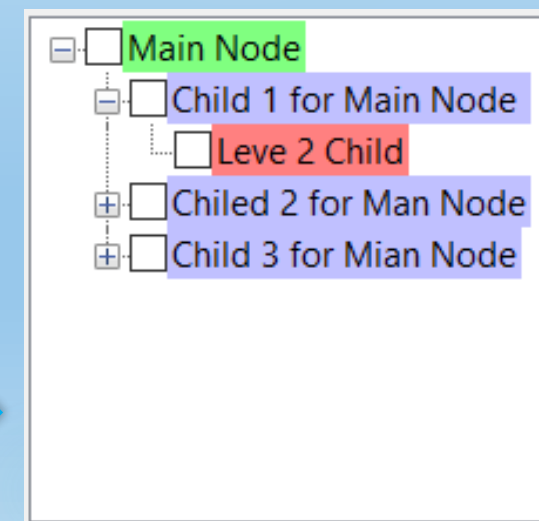 Main Node
Child 1 for Main Node
Leve 2 Child
Chiled 2 for Man Node
Child 3 for Mian Node